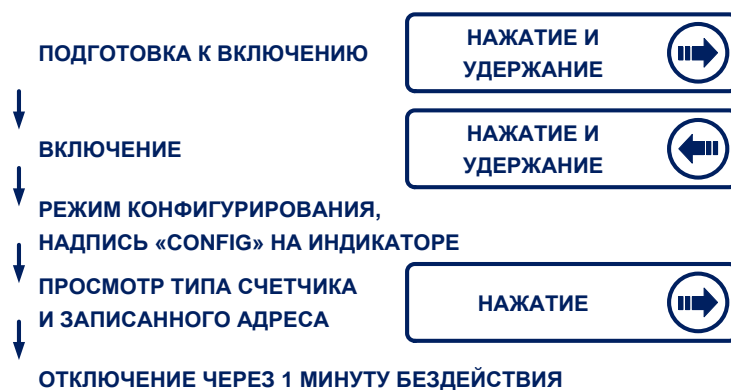 ПОДГОТОВКА К ВКЛЮЧЕНИЮ
НАЖАТИЕ И
УДЕРЖАНИЕ
ВКЛЮЧЕНИЕ
НАЖАТИЕ И
УДЕРЖАНИЕ
РЕЖИМ КОНФИГУРИРОВАНИЯ,
НАДПИСЬ «CONFIG» НА ИНДИКАТОРЕ
ПРОСМОТР ТИПА СЧЕТЧИКА
И ЗАПИСАННОГО АДРЕСА
НАЖАТИЕ
ОТКЛЮЧЕНИЕ ЧЕРЕЗ 1 МИНУТУ БЕЗДЕЙСТВИЯ